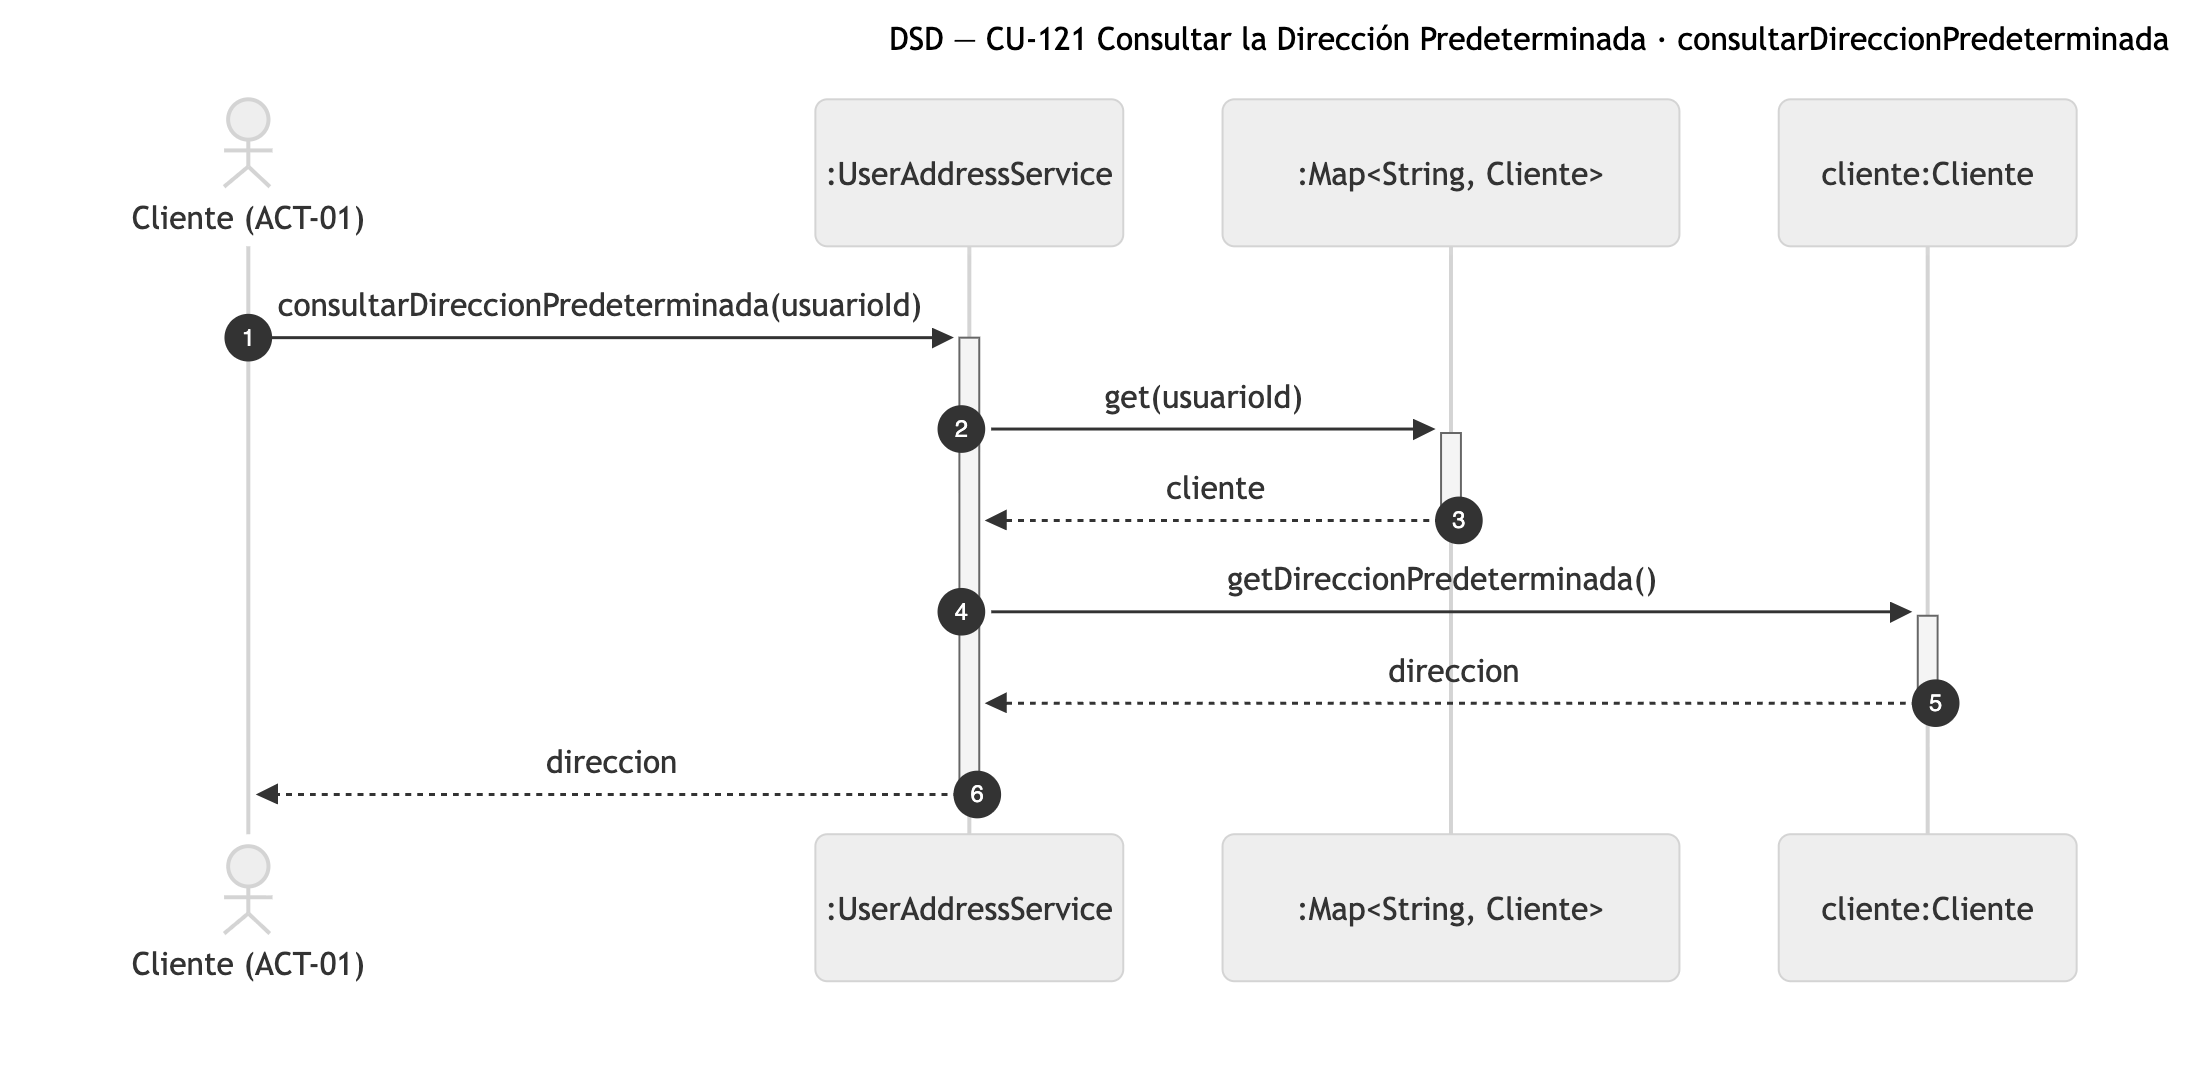 DSD — CU-121 Consultar la Dirección Predeterminada · consultarDireccionPredeterminada
Cliente (ACT-01)
:UserAddressService
:Map<String, Cliente>
cliente:Cliente
consultarDireccionPredeterminada(usuarioId)
1
get(usuarioId)
2
cliente
3
getDireccionPredeterminada()
4
direccion
5
direccion
6
Cliente (ACT-01)
:UserAddressService
:Map<String, Cliente>
cliente:Cliente